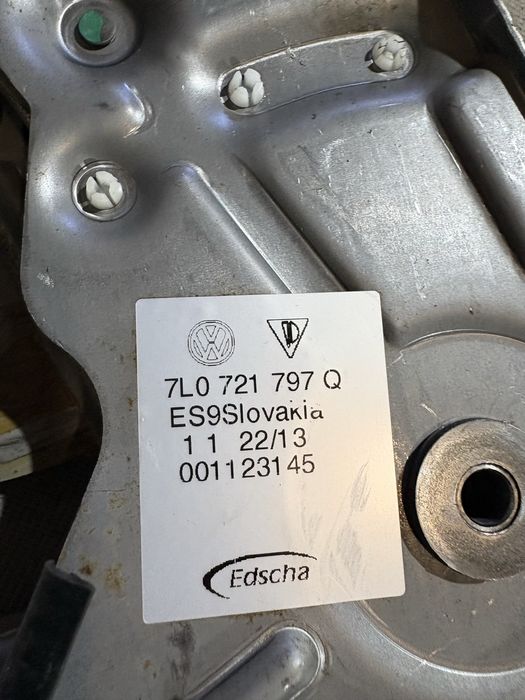 7L0 721 797 Q
ES9Slovakia
1 1 22/13
001123145
Edscha